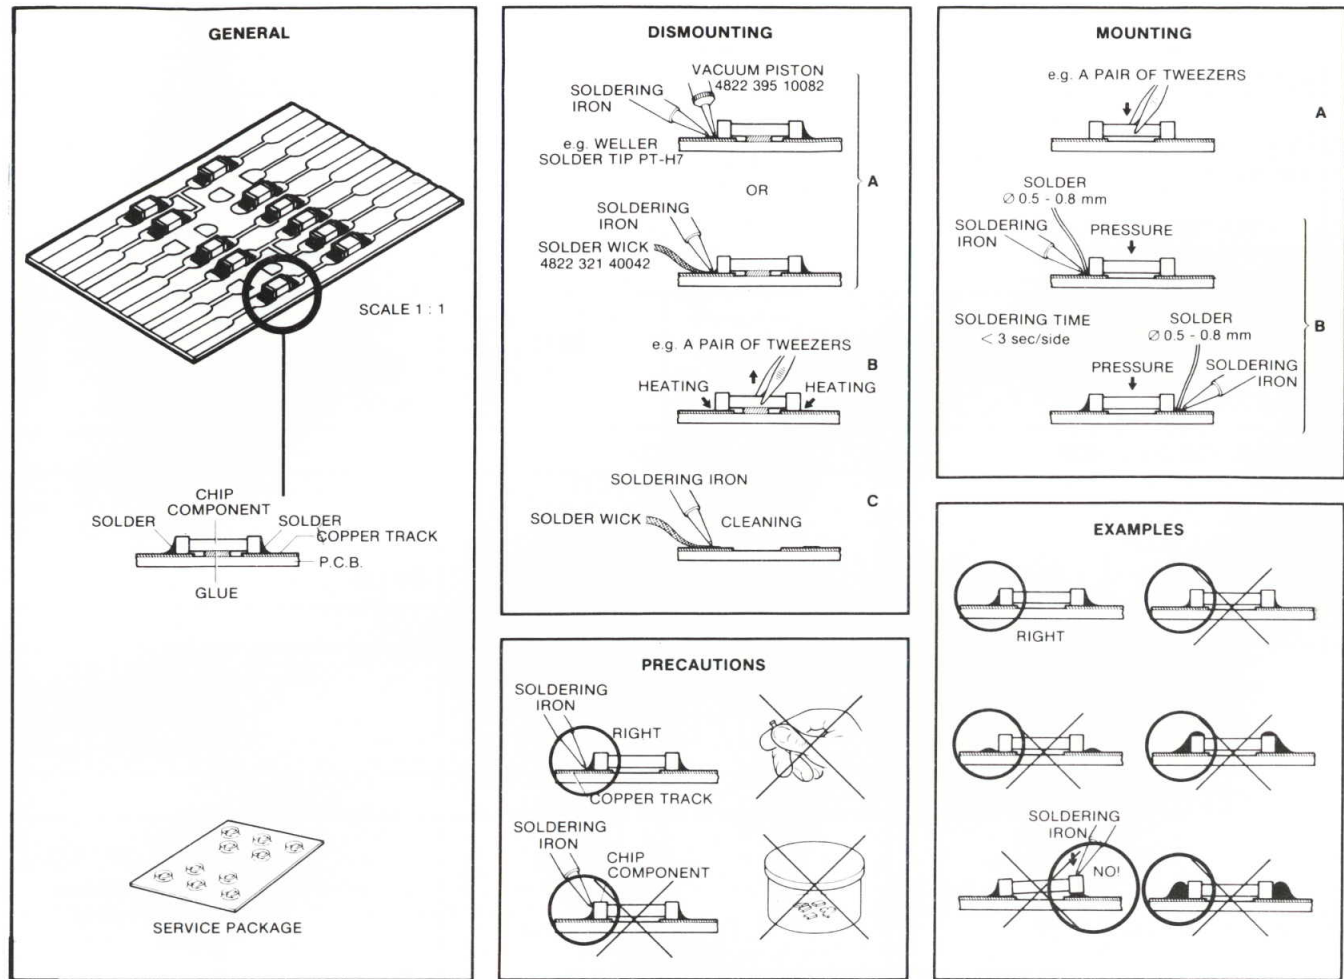 GENERAL
SCALE 1 : 1
CHIP
COMPONENT
SOLDER
SOLDER
COPPER TRACK
P.C.B.
GLUE
SERVICE PACKAGE
DISMOUNTING
VACUUM PISTON
4822 395 10082
SOLDERING
IRON
e.g. WELLER
SOLDER TIP PT-H7
A
OR
SOLDERING
IRON
SOLDER WICK
4822 321 40042
e.g. A PAIR OF TWEEZERS
B
HEATING
HEATING
SOLDERING IRON
C
SOLDER WICK
CLEANING
PRECAUTIONS
SOLDERING
IRON
RIGHT
COPPER TRACK
SOLDERING
IRON
CHIP
COMPONENT
MOUNTING
e.g. A PAIR OF TWEEZERS
A
SOLDER
Ø 0.5 - 0.8 mm
SOLDERING
IRON
PRESSURE
SOLDERING TIME
< 3 sec/side
SOLDER
Ø 0.5 - 0.8 mm
B
PRESSURE
SOLDERING
IRON
EXAMPLES
RIGHT
SOLDERING
IRON
NO!